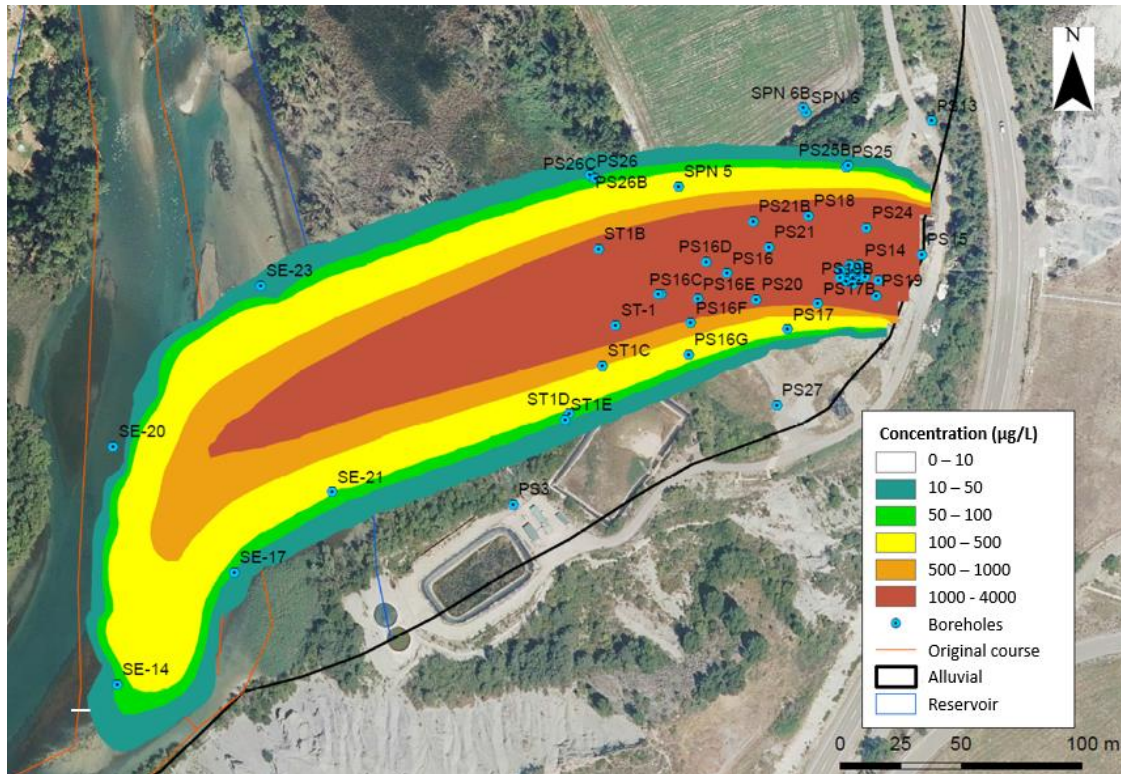 N
SPN 6B
SPN 6
PS13
PS25B
PS25
PS26C
PS26
PS26B
SPN 5
PS21B
PS18
PS24
ST1B
PS21
PS15
PS16D
PS14
SE-23
PS16
PS19B
PS19
PS16C
PS16E
PS20
PS17B
ST-1
PS16F
PS17
PS16G
ST1C
ST1D
PS27
ST1E
SE-20
SE-21
PS3
SE-17
SE-14
Concentration (µg/L)
0 – 10
10 – 50
50 – 100
100 – 500
500 – 1000
1000 - 4000
Boreholes
Original course
Alluvial
Reservoir
0 25 50 100 m